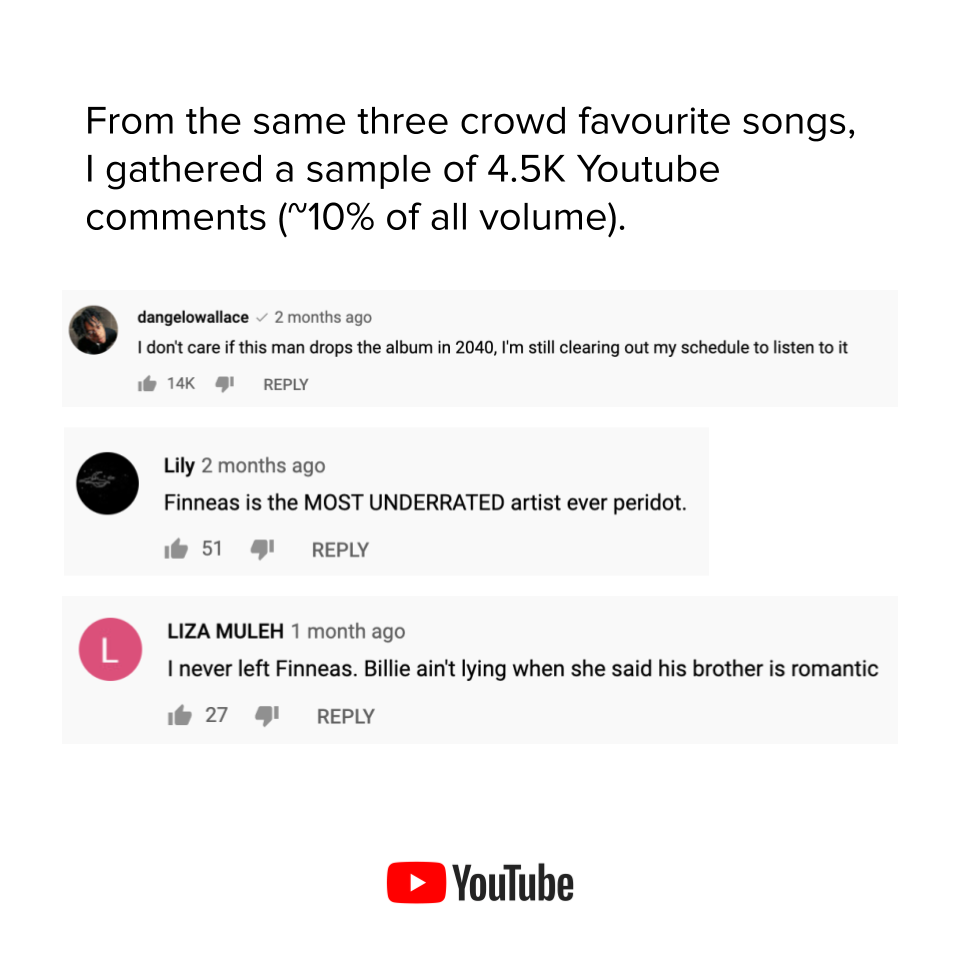 From the same three crowd favourite songs,
I gathered a sample of 4.5K Youtube
comments (~10% of all volume).
dangelowallace ✓ 2 months ago
I don't care if this man drops the album in 2040, I'm still clearing out my schedule to listen to it
14K REPLY
Lily 2 months ago
Finneas is the MOST UNDERRATED artist ever peridot.
51 REPLY
L
LIZA MULEH 1 month ago
I never left Finneas. Billie ain't lying when she said his brother is romantic
27 REPLY
YouTube